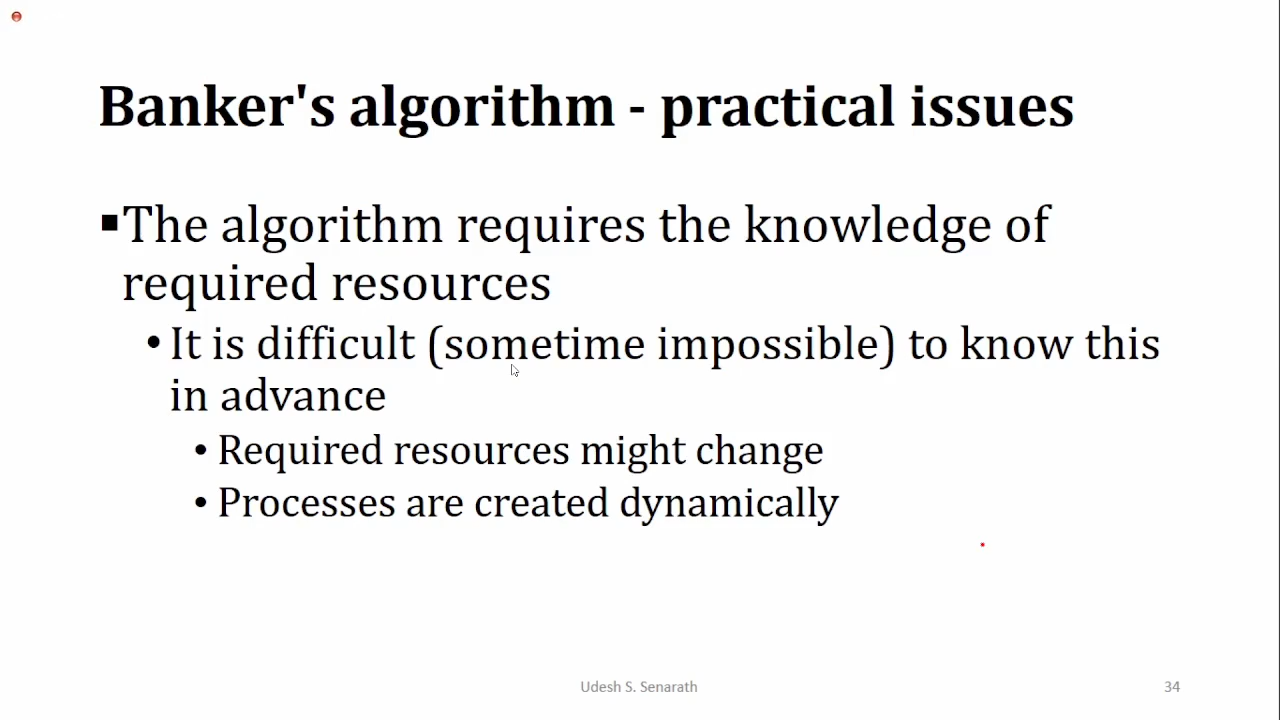 Banker's algorithm - practical issues
▪The algorithm requires the knowledge of
required resources
• It is difficult (sometime impossible) to know this
in advance
• Required resources might change
• Processes are created dynamically
Udesh S. Senarath
34